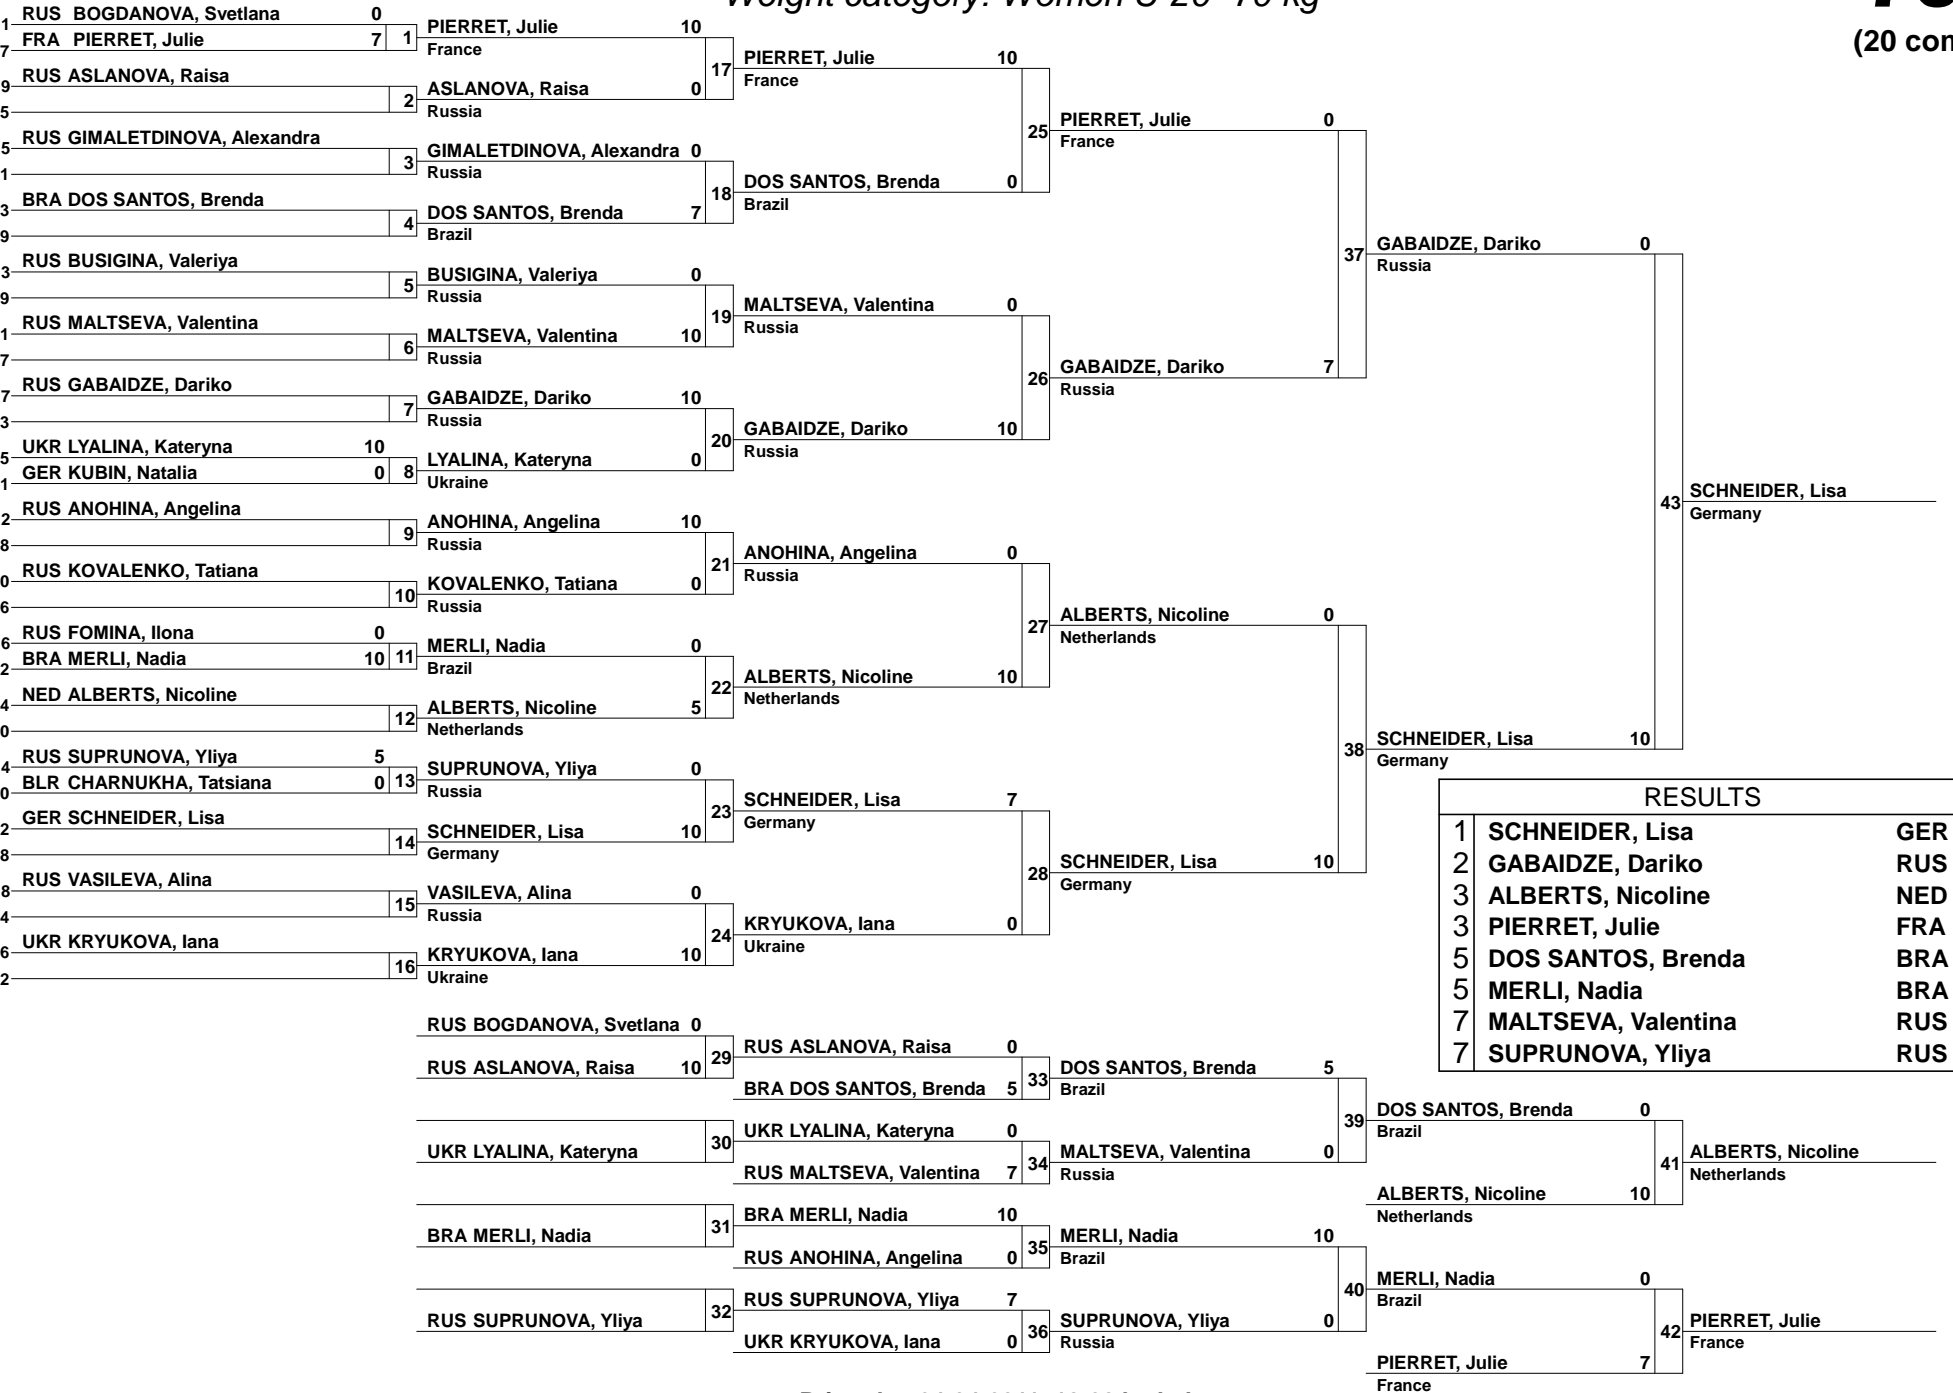 (20
RUS BOGDANOVA, Svetlana 0
FRA PIERRET, Julie 7 1
RUS ASLANOVA, Raisa
2
RUS GIMALETDINOVA, Alexandra
3
BRA DOS SANTOS, Brenda
4
RUS BUSIGINA, Valeriya
5
RUS MALTSEVA, Valentina
6
RUS GABAIDZE, Dariko
7
UKR LYALINA, Kateryna 10
GER KUBIN, Natalia 0 8
RUS ANOHINA, Angelina
9
RUS KOVALENKO, Tatiana
10
RUS FOMINA, Ilona 0
BRA MERLI, Nadia 10 11
NED ALBERTS, Nicoline
12
RUS SUPRUNOVA, Yliya 5
BLR CHARNUKHA, Tatsiana 0 13
GER SCHNEIDER, Lisa
14
RUS VASILEVA, Alina
15
UKR KRYUKOVA, Iana
16
PIERRET, Julie 10
France
17
ASLANOVA, Raisa 0
Russia
GIMALETDINOVA, Alexandra 0
Russia
18
DOS SANTOS, Brenda 7
Brazil
BUSIGINA, Valeriya 0
Russia
19
MALTSEVA, Valentina 10
Russia
GABAIDZE, Dariko 10
Russia
20
LYALINA, Kateryna 0
Ukraine
ANOHINA, Angelina 10
Russia
21
KOVALENKO, Tatiana 0
Russia
MERLI, Nadia 0
Brazil
22
ALBERTS, Nicoline 5
Netherlands
SUPRUNOVA, Yliya 0
Russia
23
SCHNEIDER, Lisa 10
Germany
VASILEVA, Alina 0
Russia
24
KRYUKOVA, Iana 10
Ukraine
PIERRET, Julie 10
France
25
DOS SANTOS, Brenda 0
Brazil
MALTSEVA, Valentina 0
Russia
26
GABAIDZE, Dariko 10
Russia
ANOHINA, Angelina 0
Russia
27
ALBERTS, Nicoline 10
Netherlands
SCHNEIDER, Lisa 7
Germany
28
KRYUKOVA, Iana 0
Ukraine
PIERRET, Julie 0
France
37
GABAIDZE, Dariko 7
Russia
ALBERTS, Nicoline 0
Netherlands
38
SCHNEIDER, Lisa 10
Germany
GABAIDZE, Dariko 0
Russia
43
SCHNEIDER, Lisa 10
Germany
SCHNEIDER, Lisa
Germany
RESULTS
1 SCHNEIDER, Lisa GER
2 GABAIDZE, Dariko RUS
3 ALBERTS, Nicoline NED
3 PIERRET, Julie FRA
5 DOS SANTOS, Brenda BRA
5 MERLI, Nadia BRA
7 MALTSEVA, Valentina RUS
7 SUPRUNOVA, Yliya RUS
RUS BOGDANOVA, Svetlana 0
29
RUS ASLANOVA, Raisa 10
30
UKR LYALINA, Kateryna
31
BRA MERLI, Nadia
32
RUS SUPRUNOVA, Yliya
RUS ASLANOVA, Raisa 0
33
BRA DOS SANTOS, Brenda 5
UKR LYALINA, Kateryna 0
34
RUS MALTSEVA, Valentina 7
BRA MERLI, Nadia 10
35
RUS ANOHINA, Angelina 0
RUS SUPRUNOVA, Yliya 7
36
UKR KRYUKOVA, Iana 0
DOS SANTOS, Brenda 5
Brazil
39
MALTSEVA, Valentina 0
Russia
MERLI, Nadia 10
Brazil
40
SUPRUNOVA, Yliya 0
Russia
DOS SANTOS, Brenda 0
Brazil
41
ALBERTS, Nicoline 10
Netherlands
MERLI, Nadia 0
Brazil
42
PIERRET, Julie 7
France
ALBERTS, Nicoline
Netherlands
PIERRET, Julie
France